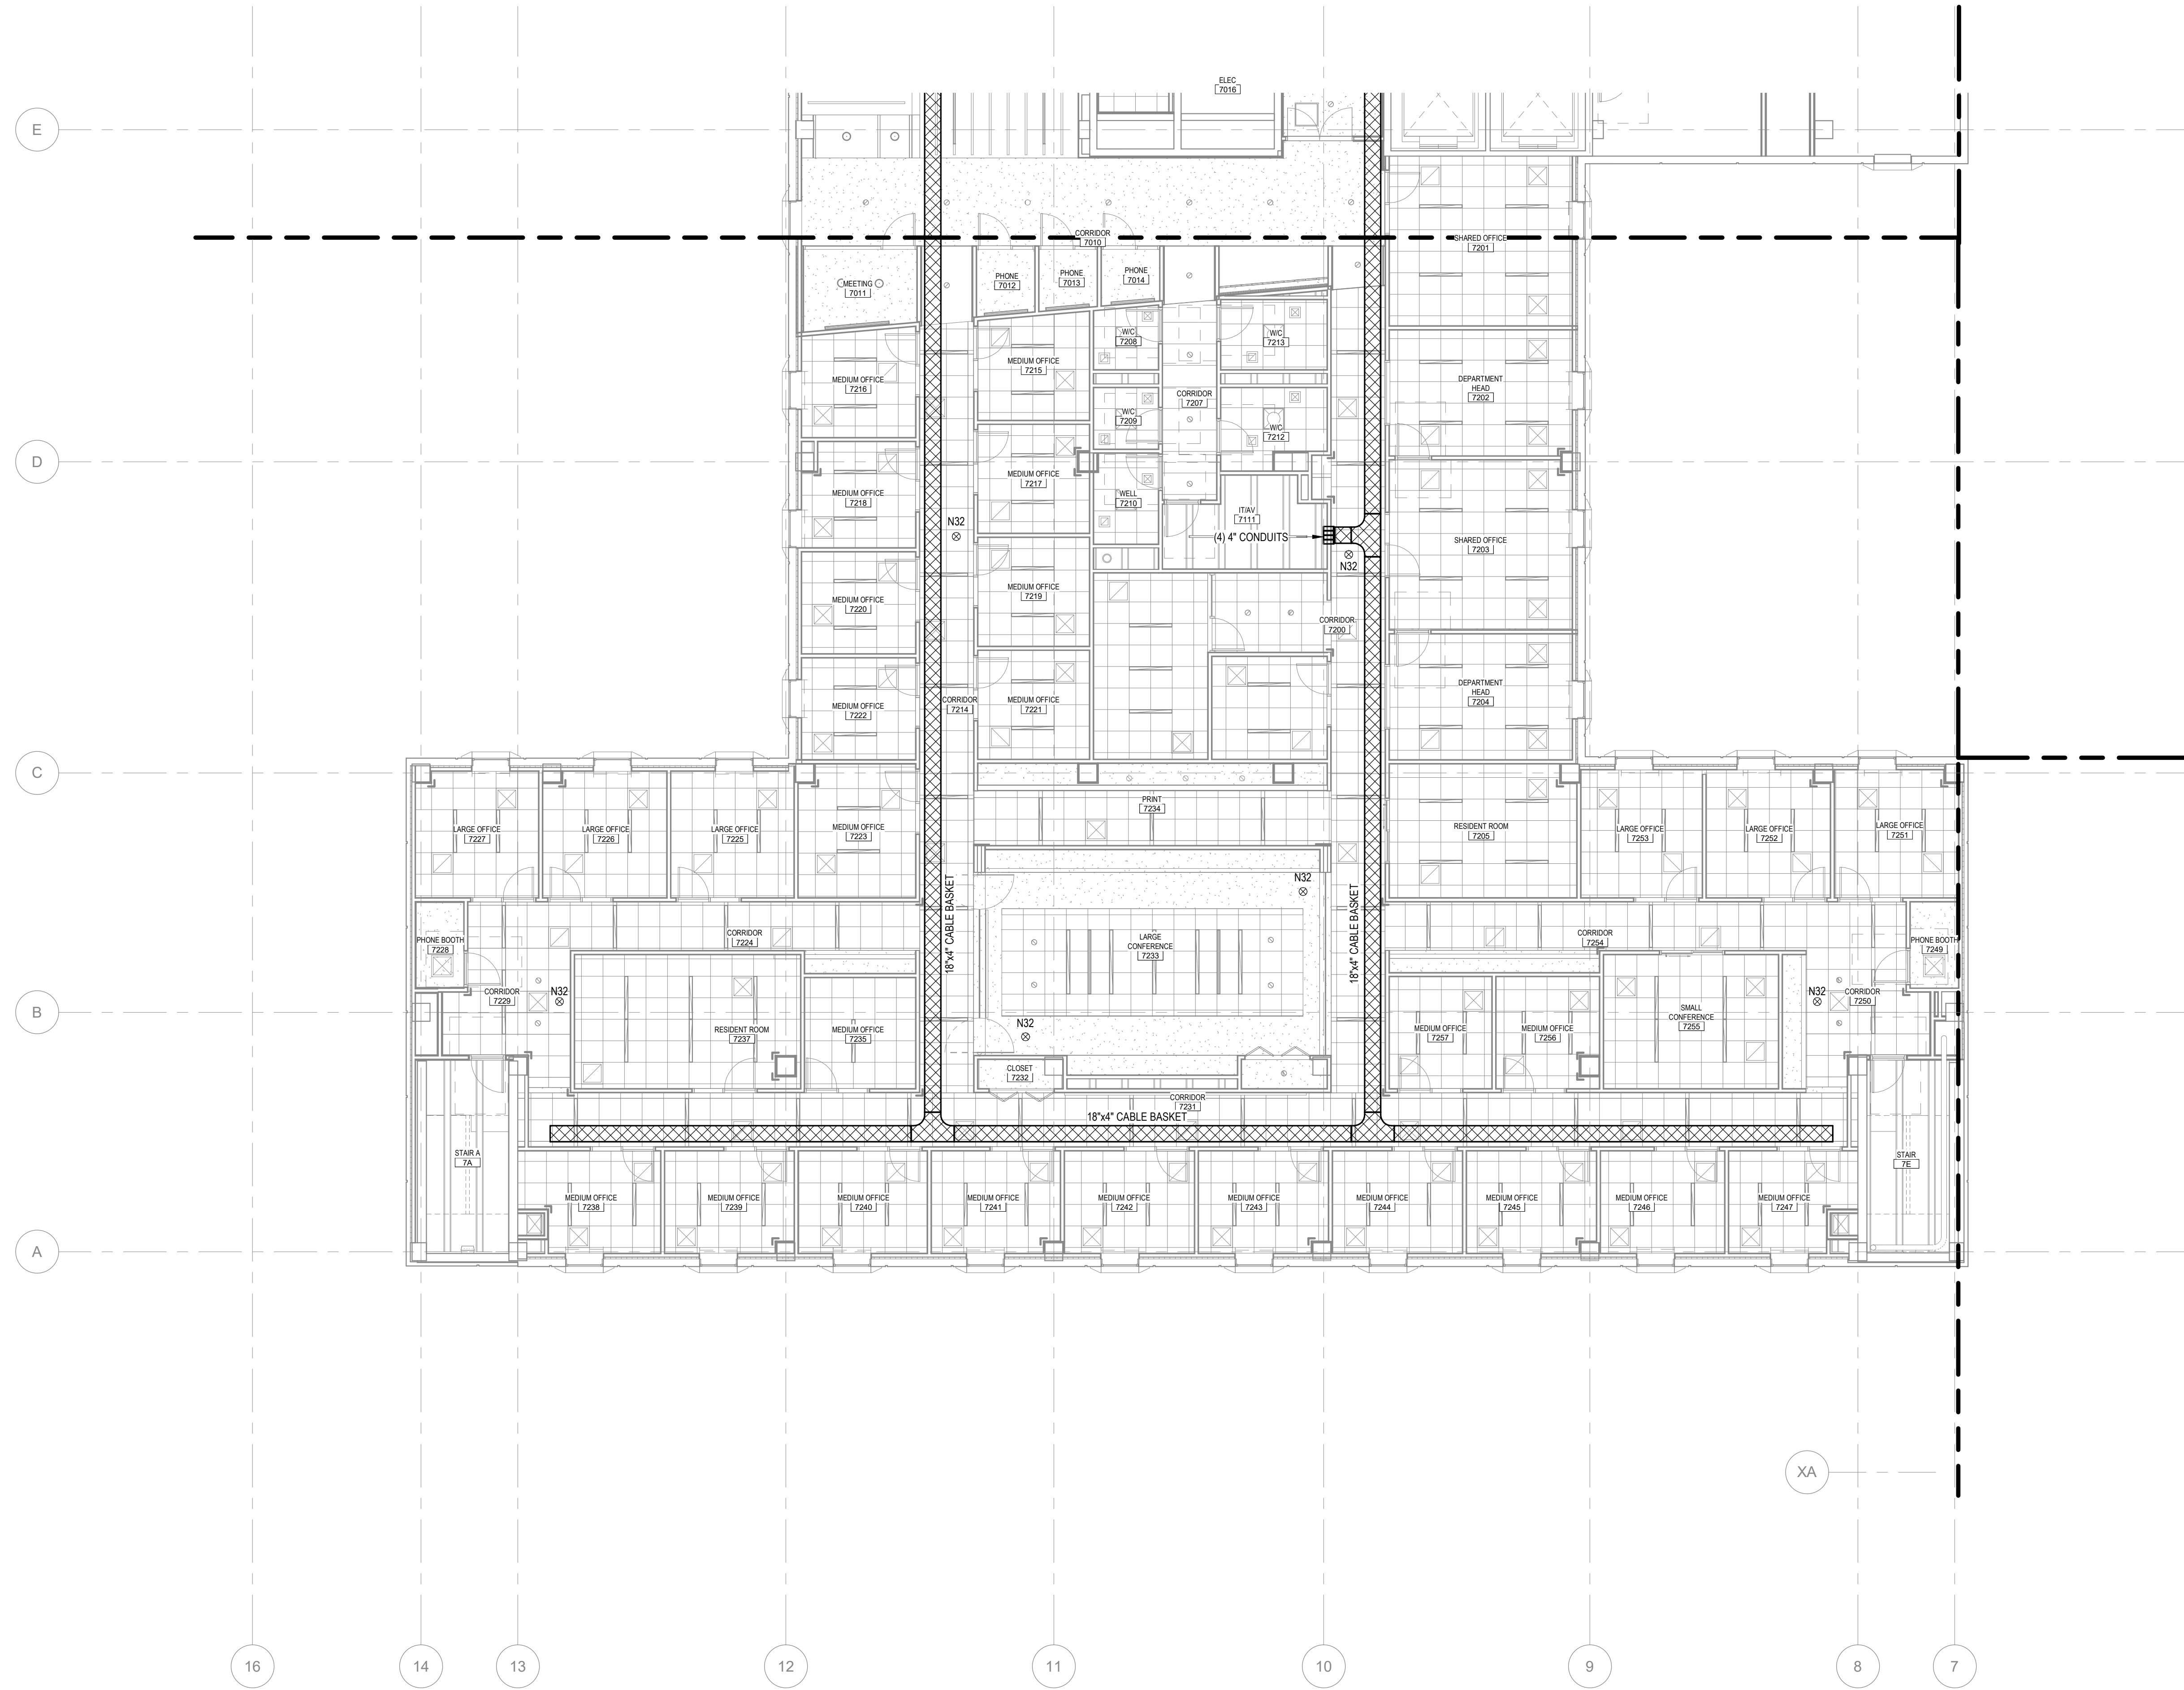 ELEC
7016
E
CORRIDOR
7010
SHARED OFFICE
7201
MEETING
7011
PHONE
7012
PHONE
7013
PHONE
7014
W/C
7208
W/C
7213
MEDIUM OFFICE
7215
MEDIUM OFFICE
7216
DEPARTMENT
HEAD
7202
CORRIDOR
7207
W/C
7209
W/C
7212
D
MEDIUM OFFICE
7217
MEDIUM OFFICE
7218
WELL
7210
IT/AV
7111
N32
(4) 4" CONDUITS
SHARED OFFICE
7203
N32
MEDIUM OFFICE
7219
MEDIUM OFFICE
7220
CORRIDOR
7200
DEPARTMENT
HEAD
7204
CORRIDOR
7214
MEDIUM OFFICE
7221
MEDIUM OFFICE
7222
C
PRINT
7234
LARGE OFFICE
7227
LARGE OFFICE
7226
LARGE OFFICE
7225
MEDIUM OFFICE
7223
RESIDENT ROOM
7205
LARGE OFFICE
7253
LARGE OFFICE
7252
LARGE OFFICE
7251
N32
18"x4" CABLE BASKET
18"x4" CABLE BASKET
PHONE BOOTH
7228
CORRIDOR
7224
LARGE
CONFERENCE
7233
CORRIDOR
7254
PHONE BOOTH
7249
CORRIDOR
7229
N32
N32
CORRIDOR
7250
B
RESIDENT ROOM
7237
MEDIUM OFFICE
7235
N32
MEDIUM OFFICE
7257
MEDIUM OFFICE
7256
SMALL
CONFERENCE
7255
CLOSET
7232
CORRIDOR
7231
18"x4" CABLE BASKET
STAIR A
7A
STAIR
7E
MEDIUM OFFICE
7238
MEDIUM OFFICE
7239
MEDIUM OFFICE
7240
MEDIUM OFFICE
7241
MEDIUM OFFICE
7242
MEDIUM OFFICE
7243
MEDIUM OFFICE
7244
MEDIUM OFFICE
7245
MEDIUM OFFICE
7246
MEDIUM OFFICE
7247
A
XA
16
14
13
12
11
10
9
8
7